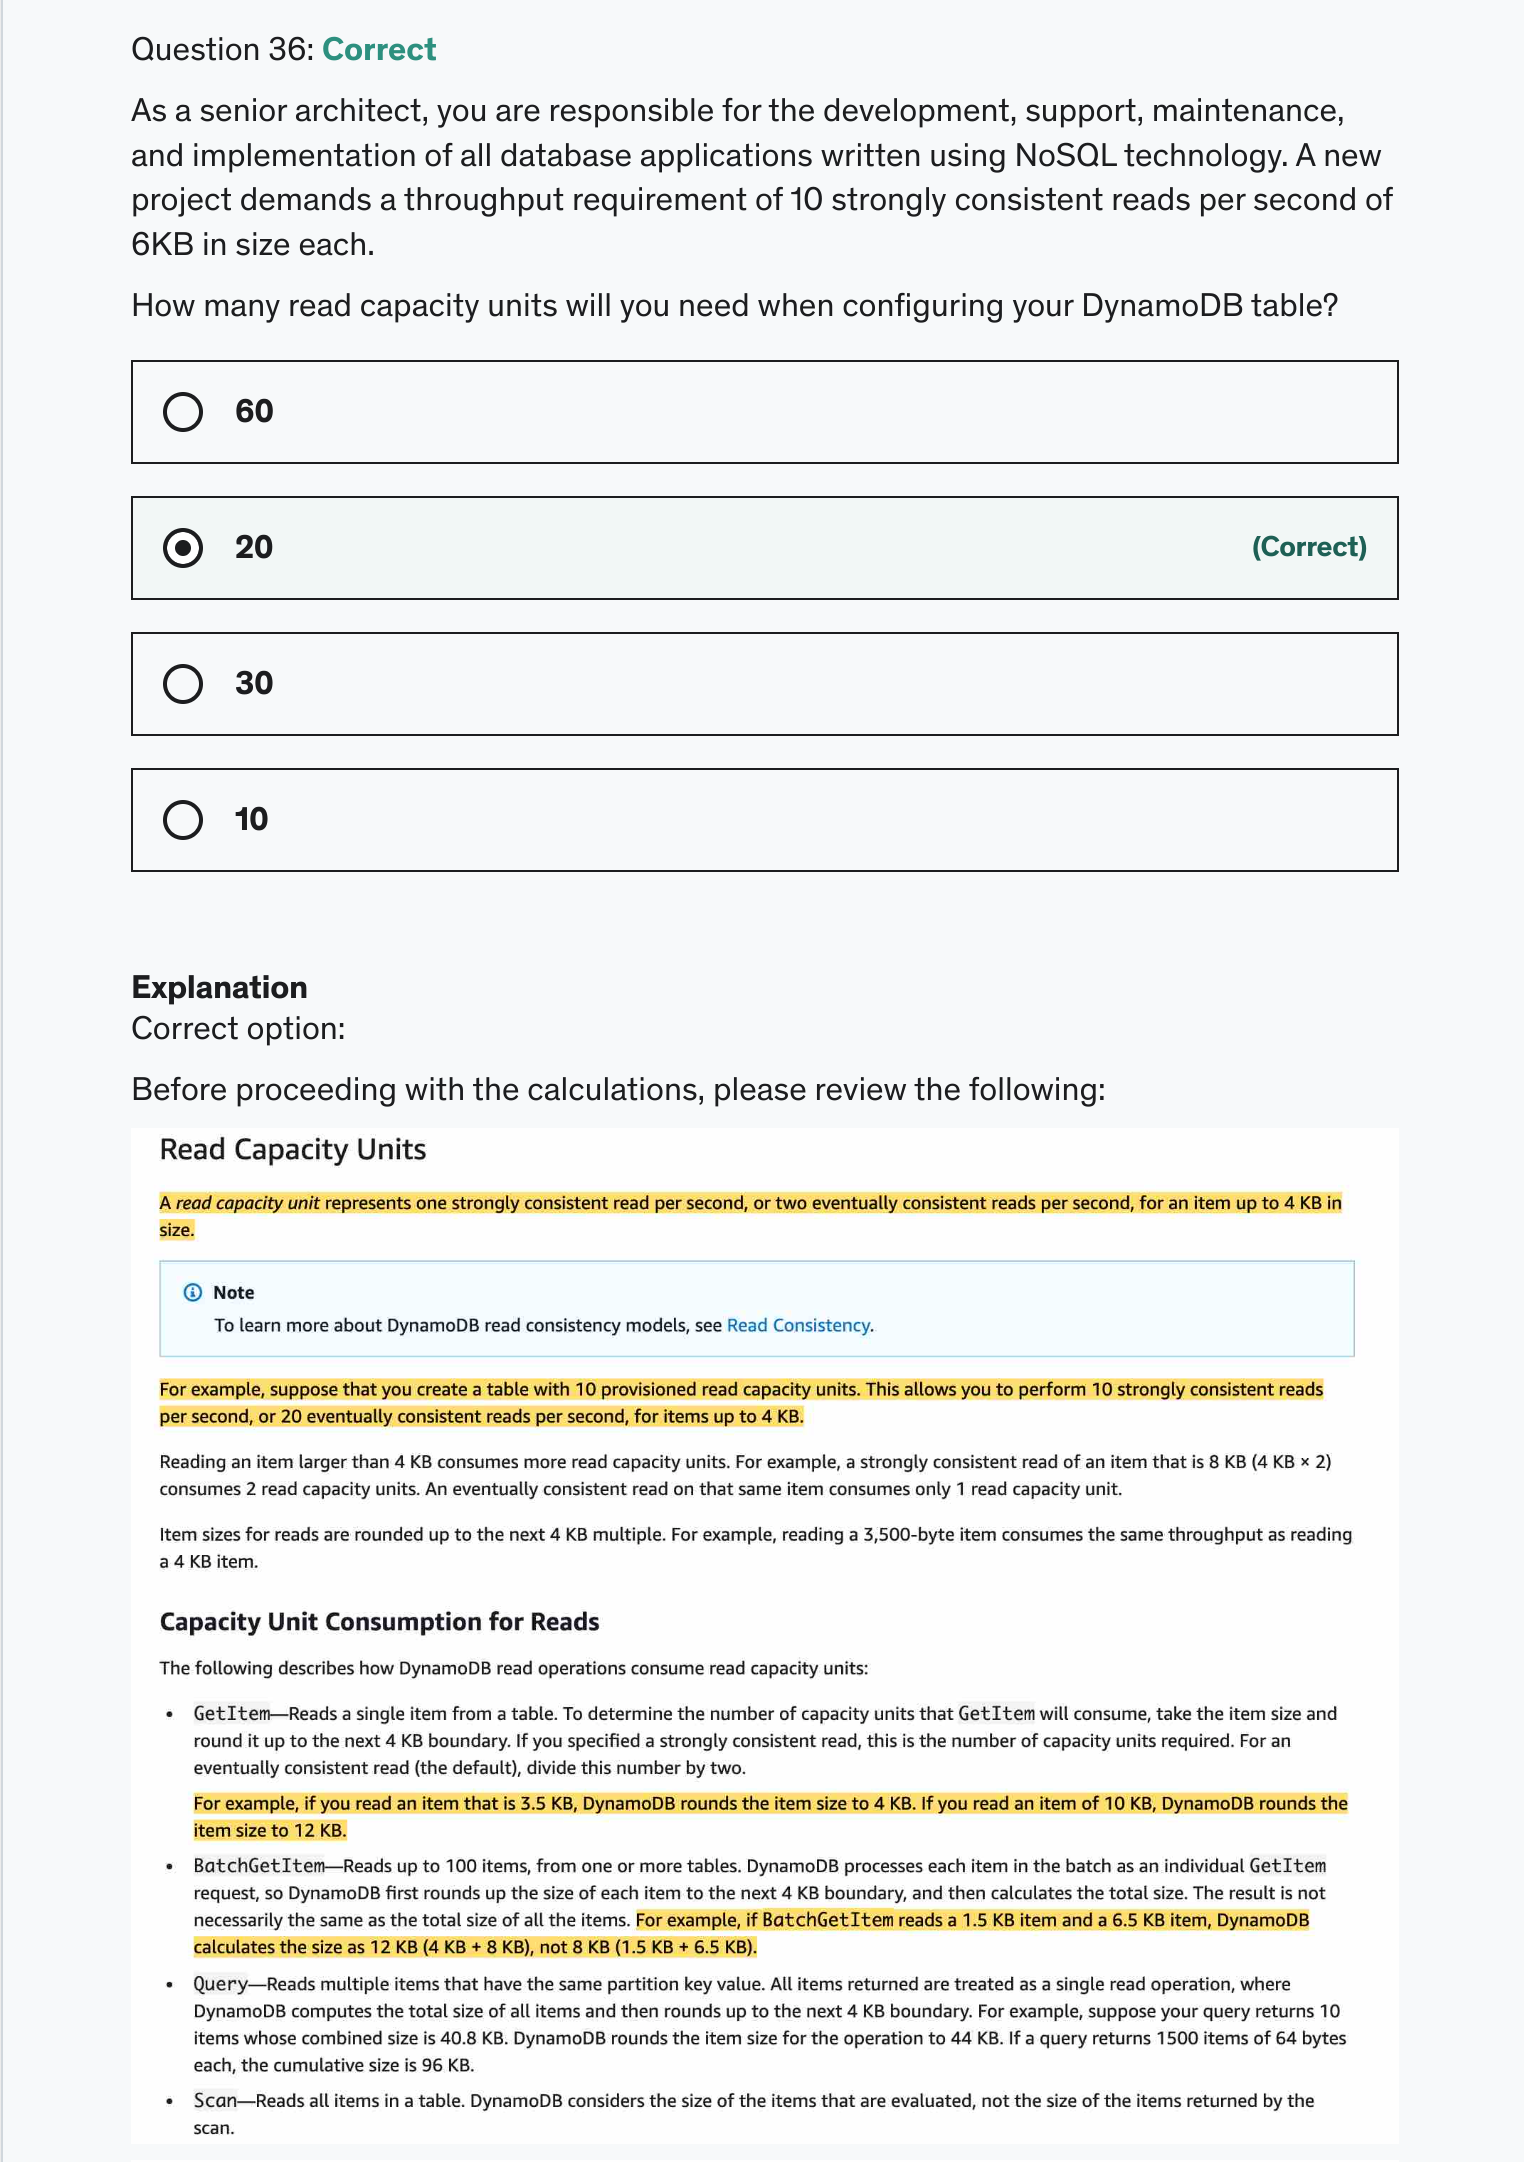 Question 36: Correct
As a senior architect, you are responsible for the development, support, maintenance,
and implementation of all database applications written using NoSQL technology. A new
project demands a throughput requirement of 10 strongly consistent reads per second of
6KB in size each.
How many read capacity units will you need when configuring your DynamoDB table?
60
20
(Correct)
30
10
Explanation
Correct option:
Before proceeding with the calculations, please review the following:
Read Capacity Units
A read capacity unit represents one strongly consistent read per second, or two eventually consistent reads per second, for an item up to 4 KB in
size.
Note
To learn more about DynamoDB read consistency models, see Read Consistency.
For example, suppose that you create a table with 10 provisioned read capacity units. This allows you to perform 10 strongly consistent reads
per second, or 20 eventually consistent reads per second, for items up to 4 KB.
Reading an item larger than 4 KB consumes more read capacity units. For example, a strongly consistent read of an item that is 8 KB (4 KB × 2)
consumes 2 read capacity units. An eventually consistent read on that same item consumes only 1 read capacity unit.
Item sizes for reads are rounded up to the next 4 KB multiple. For example, reading a 3,500-byte item consumes the same throughput as reading
a 4 KB item.
Capacity Unit Consumption for Reads
The following describes how DynamoDB read operations consume read capacity units:
• GetItem—Reads a single item from a table. To determine the number of capacity units that GetItem will consume, take the item size and
round it up to the next 4 KB boundary. If you specified a strongly consistent read, this is the number of capacity units required. For an
eventually consistent read (the default), divide this number by two.
For example, if you read an item that is 3.5 KB, DynamoDB rounds the item size to 4 KB. If you read an item of 10 KB, DynamoDB rounds the
item size to 12 KB.
• BatchGetItem—Reads up to 100 items, from one or more tables. DynamoDB processes each item in the batch as an individual GetItem
request, so DynamoDB first rounds up the size of each item to the next 4 KB boundary, and then calculates the total size. The result is not
necessarily the same as the total size of all the items. For example, if BatchGetItem reads a 1.5 KB item and a 6.5 KB item, DynamoDB
calculates the size as 12 KB (4 KB + 8 KB), not 8 KB (1.5 KB + 6.5 KB).
• Query—Reads multiple items that have the same partition key value. All items returned are treated as a single read operation, where
DynamoDB computes the total size of all items and then rounds up to the next 4 KB boundary. For example, suppose your query returns 10
items whose combined size is 40.8 KB. DynamoDB rounds the item size for the operation to 44 KB. If a query returns 1500 items of 64 bytes
each, the cumulative size is 96 KB.
• Scan—Reads all items in a table. DynamoDB considers the size of the items that are evaluated, not the size of the items returned by the
scan.